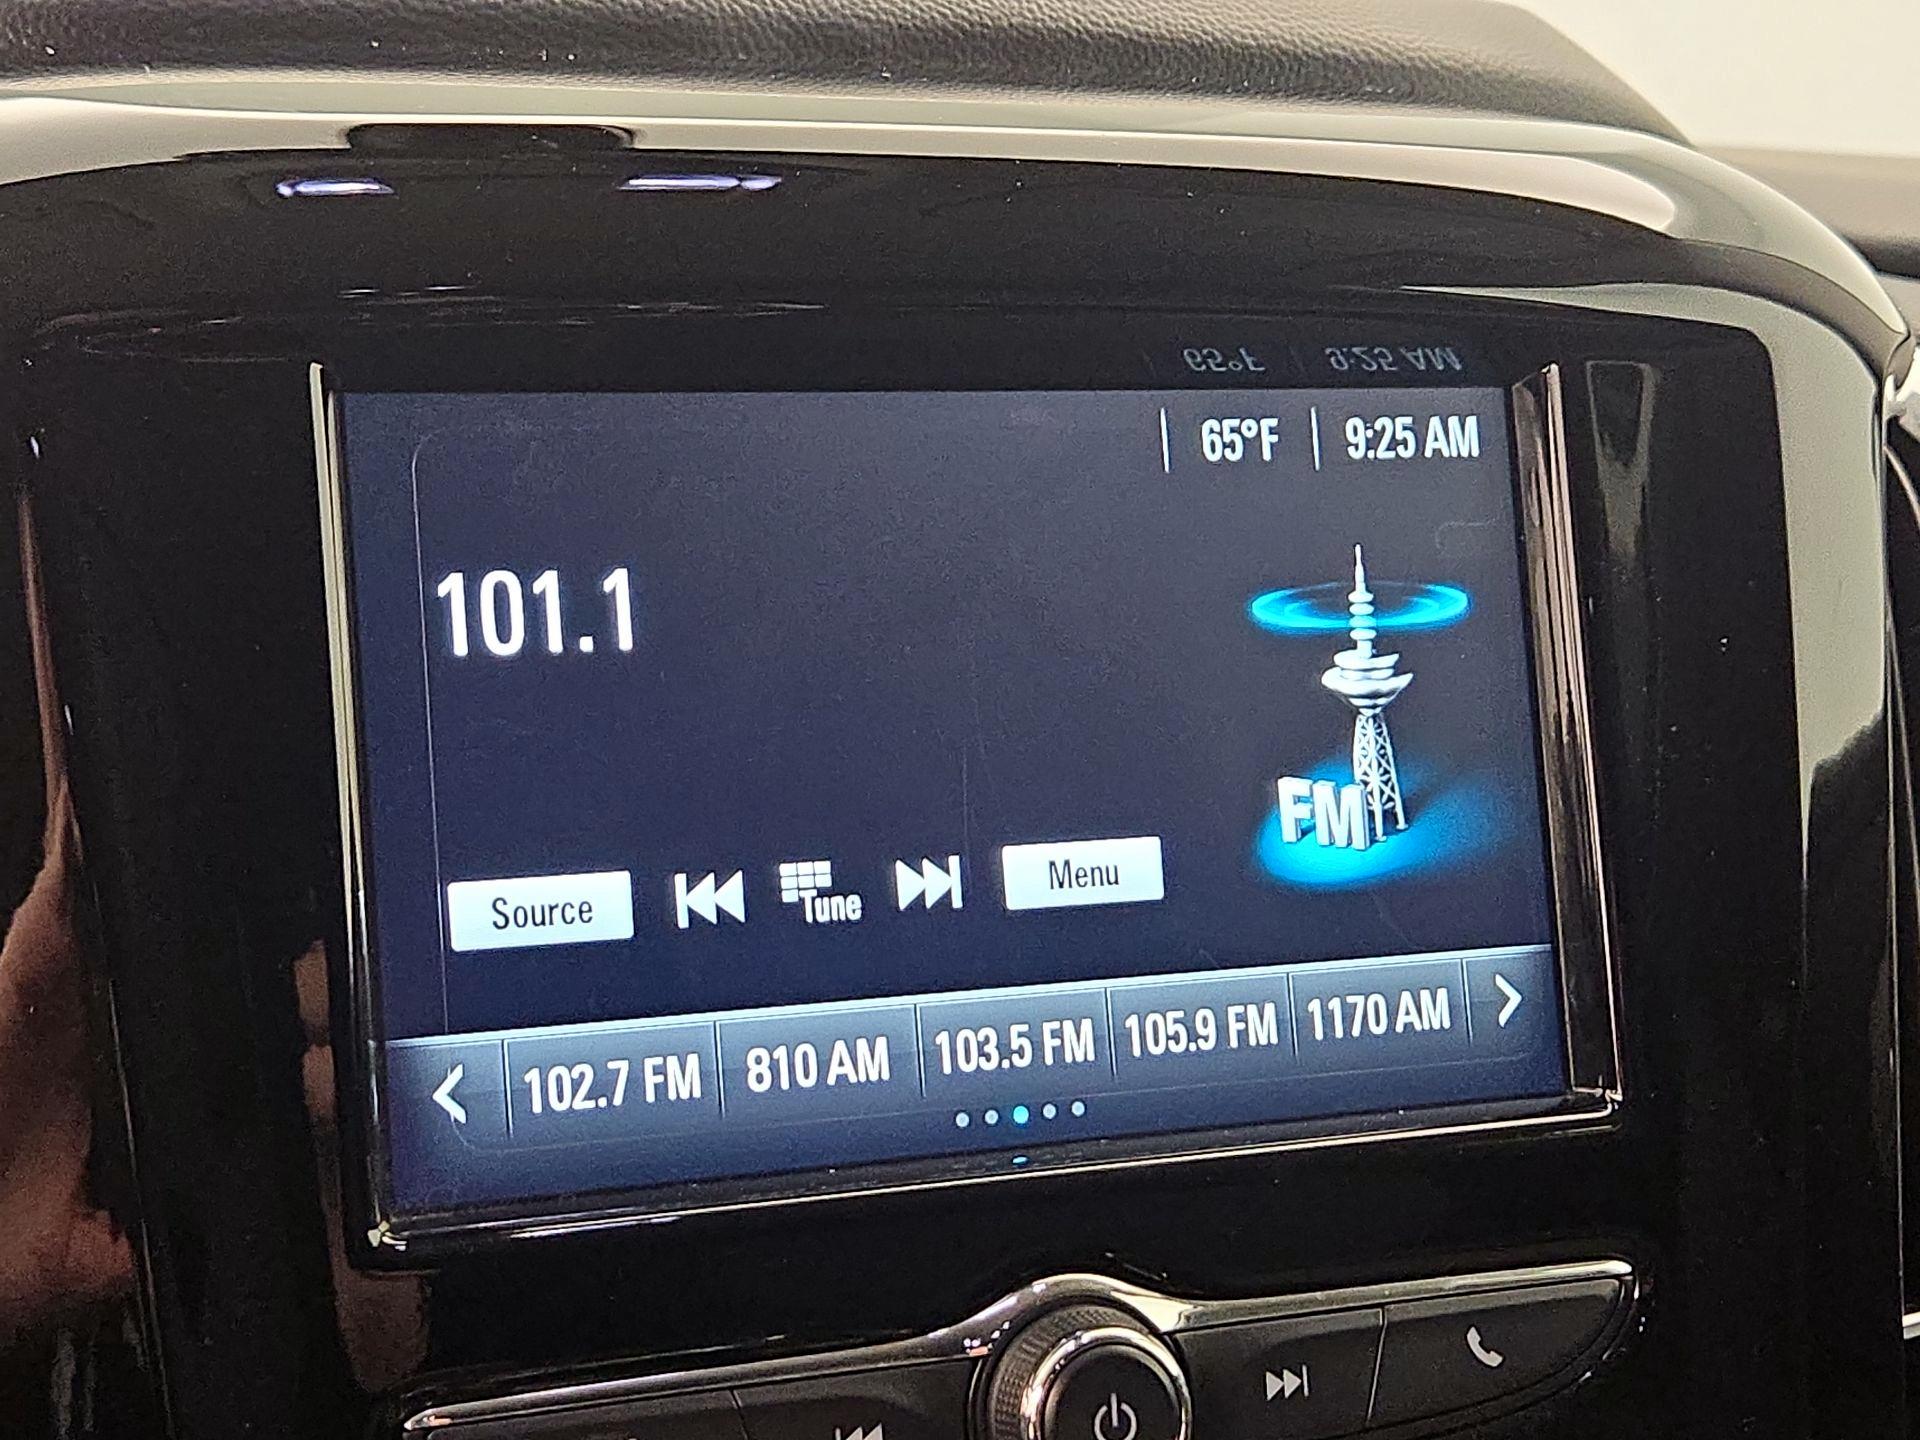 65°F 9:25 AM
101.1
FM
Source Tune Menu
102.7 FM 810 AM 103.5 FM 105.9 FM 1170 AM